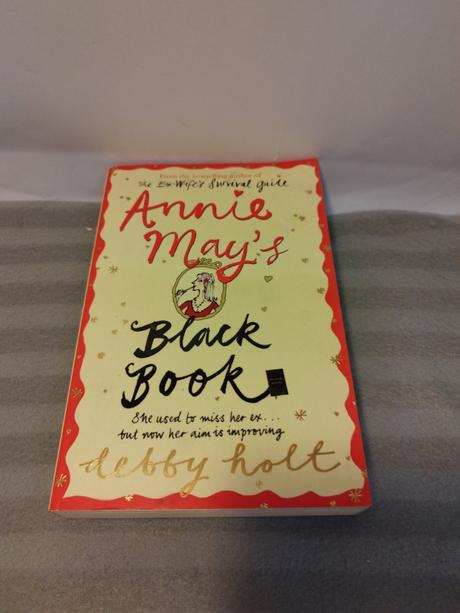 From the bestselling author of
The Ex-Wife's Survival Guide
Annie
May's
Black
Book
She used to miss her ex...
but now her aim is improving
debby holt